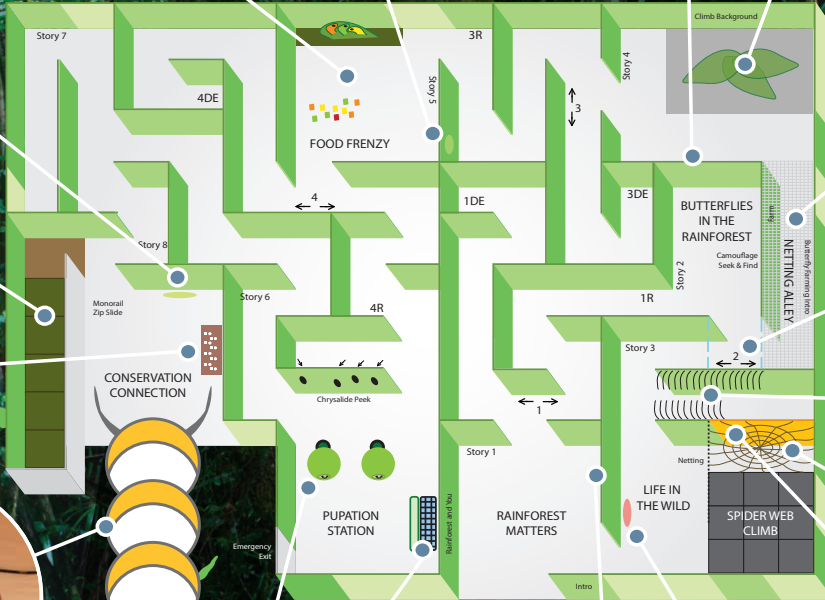 Climb Background
Story 7
3R
Story 4
4DE
Story 5
3
FOOD FRENZY
4
1DE
3DE
BUTTERFLIES
IN THE
RAINFOREST
Farm
Camouflage
Seek & Find
NETTING ALLEY
Butterfly Farming Intro
Story 8
Story 6
Story 2
1R
Monorail
Zip Slide
4R
Story 3
2
CONSERVATION
CONNECTION
Chrysalide Peek
1
Story 1
Netting
LIFE IN
THE WILD
PUPATION
STATION
Rainforest and You
RAINFOREST
MATTERS
SPIDER WEB
CLIMB
Emergency
Exit
Intro